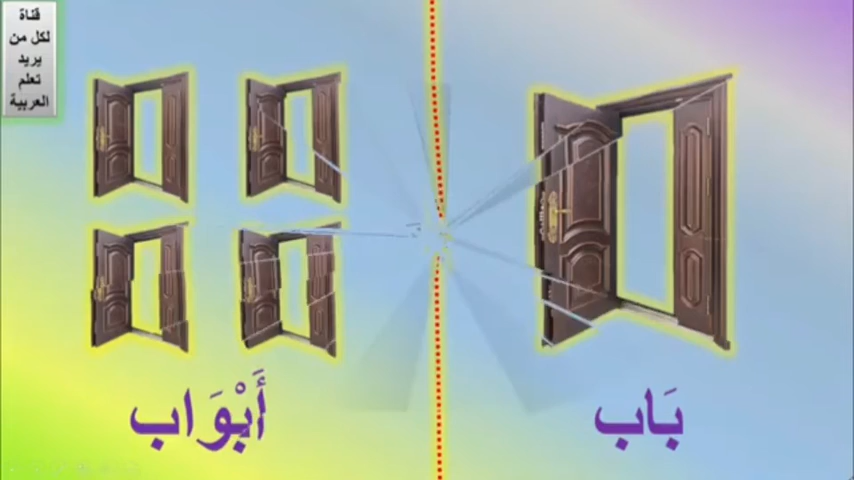 قناة
لكل من
يريد
تعلم
العربية
بَاب
أَبْوَاب